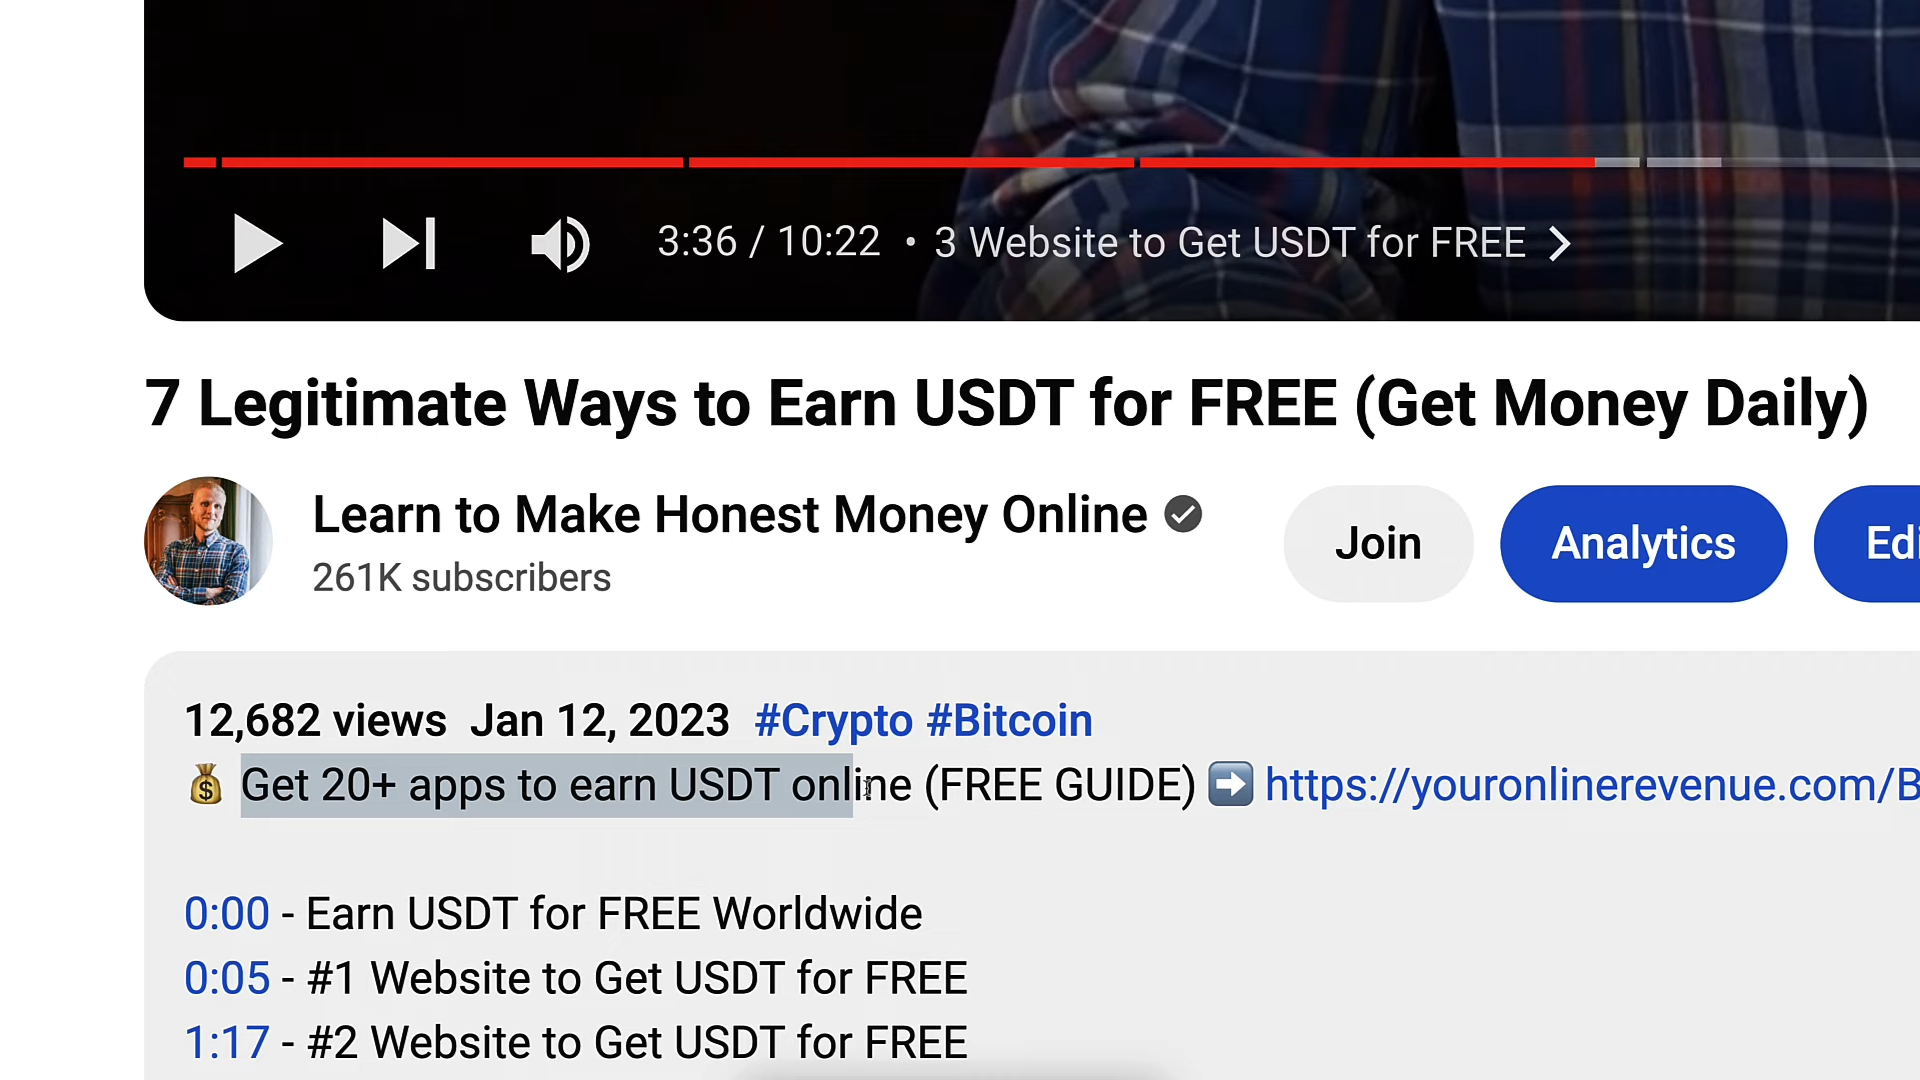 3:36 / 10:22 • 3 Website to Get USDT for FREE
7 Legitimate Ways to Earn USDT for FREE (Get Money Daily)
Learn to Make Honest Money Online
261K subscribers
Join
Analytics
Edi
12,682 views Jan 12, 2023 #Crypto #Bitcoin
💰 Get 20+ apps to earn USDT online (FREE GUIDE) ➡️ https://youronlinerevenue.com/B
0:00 - Earn USDT for FREE Worldwide
0:05 - #1 Website to Get USDT for FREE
1:17 - #2 Website to Get USDT for FREE